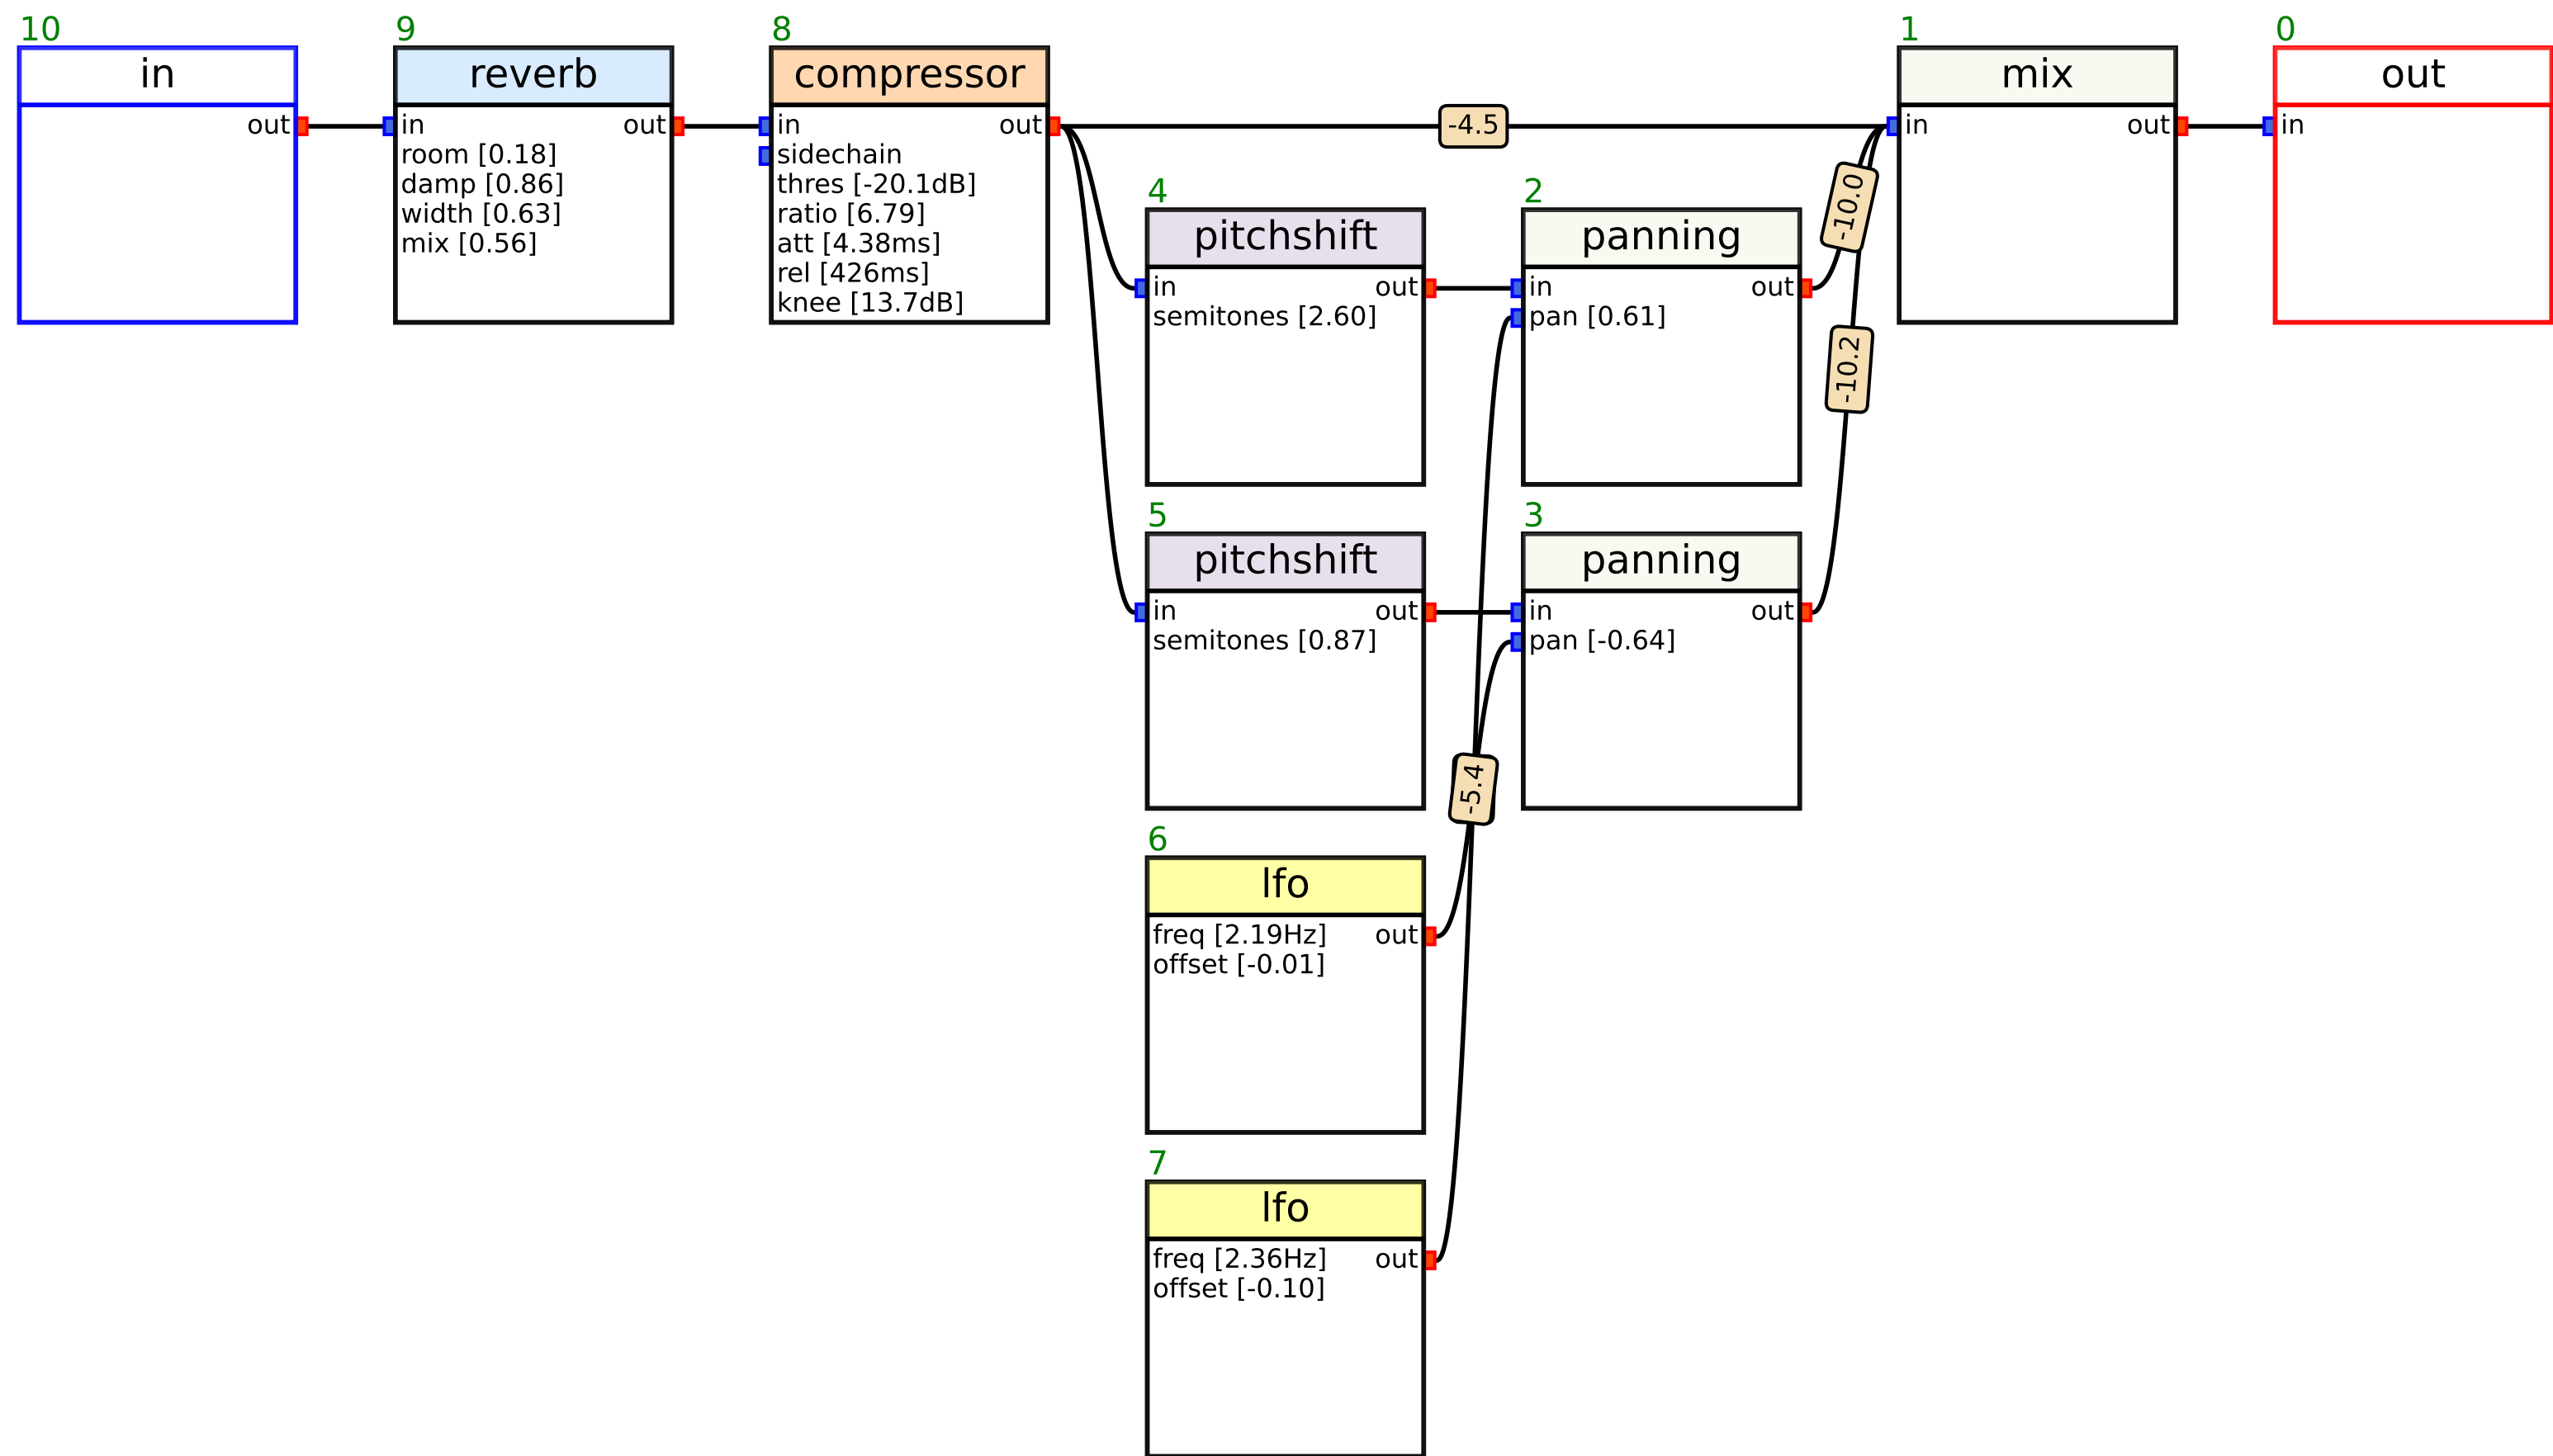 10
in
out
9
reverb
in out
room [0.18]
damp [0.86]
width [0.63]
mix [0.56]
8
compressor
in out
sidechain
thres [-20.1dB]
ratio [6.79]
att [4.38ms]
rel [426ms]
knee [13.7dB]
-4.5
4
pitchshift
in out
semitones [2.60]
2
panning
in out
pan [0.61]
-10.0
-10.2
1
mix
in out
0
out
in
5
pitchshift
in out
semitones [0.87]
3
panning
in out
pan [-0.64]
-5.4
6
lfo
freq [2.19Hz] out
offset [-0.01]
7
lfo
freq [2.36Hz] out
offset [-0.10]